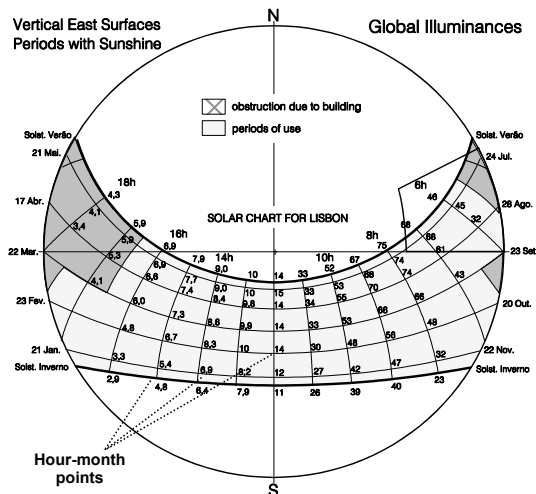 N
Vertical East Surfaces
Periods with Sunshine
Global Illuminances
obstruction due to building
periods of use
Solst. Verão
Solst. Verão
21 Mai.
24 Jul.
18h
6h
4,3
46
17 Abr.
28 Ago.
4,1
45
3,4
5,9
SOLAR CHART FOR LISBON
68
32
5,9
16h
8h
88
22 Mar.
6,9
75
81
23 Set
5,3
7,9
14h
10h
67
74
6,9
9,0
10
14
33
52
88
74
4,1
6,6
7,7
9,0
10
15
33
53
70
43
7,4
8,4
9,8
14
34
55
23 Fev.
6,0
7,3
8,6
9,9
14
33
53
66
66
20 Out.
4,8
6,7
8,3
10
14
30
48
56
48
21 Jan.
3,3
5,4
6,9
8,2
12
27
42
47
32
22 Nov.
Solst. Inverno
Solst. Inverno
2,9
4,8
6,4
7,9
11
26
39
40
23
Hour-month
points
S